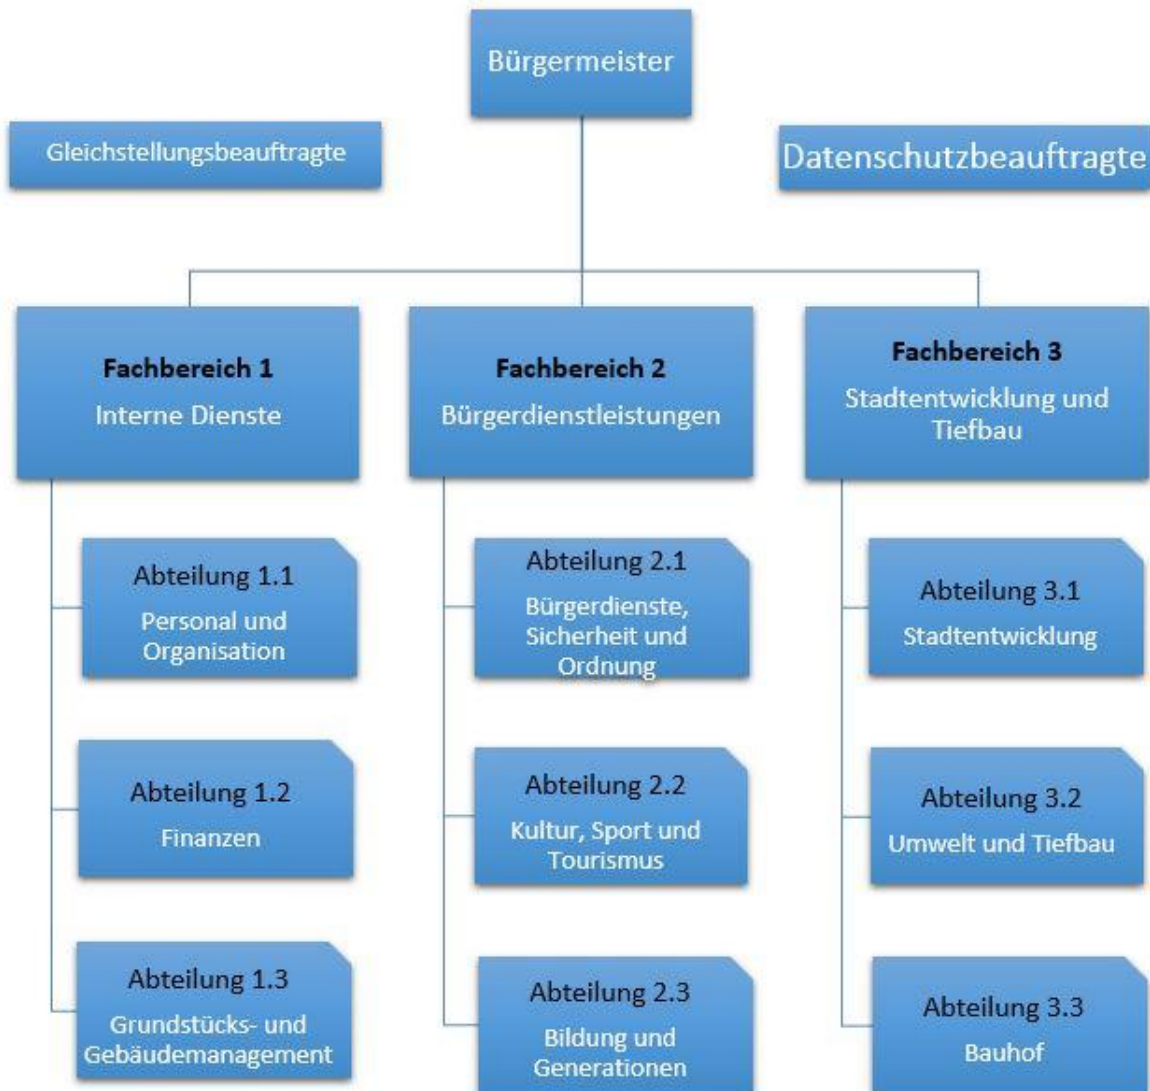 Bürgermeister
Gleichstellungsbeauftragte
Datenschutzbeauftragte
Fachbereich 1
Interne Dienste
Abteilung 1.1
Personal und
Organisation
Abteilung 1.2
Finanzen
Abteilung 1.3
Grundstücks- und
Gebäudemanagement
Fachbereich 2
Bürgerdienstleistungen
Abteilung 2.1
Bürgerdienste,
Sicherheit und
Ordnung
Abteilung 2.2
Kultur, Sport und
Tourismus
Abteilung 2.3
Bildung und
Generationen
Fachbereich 3
Stadtentwicklung und
Tiefbau
Abteilung 3.1
Stadtentwicklung
Abteilung 3.2
Umwelt und Tiefbau
Abteilung 3.3
Bauhof